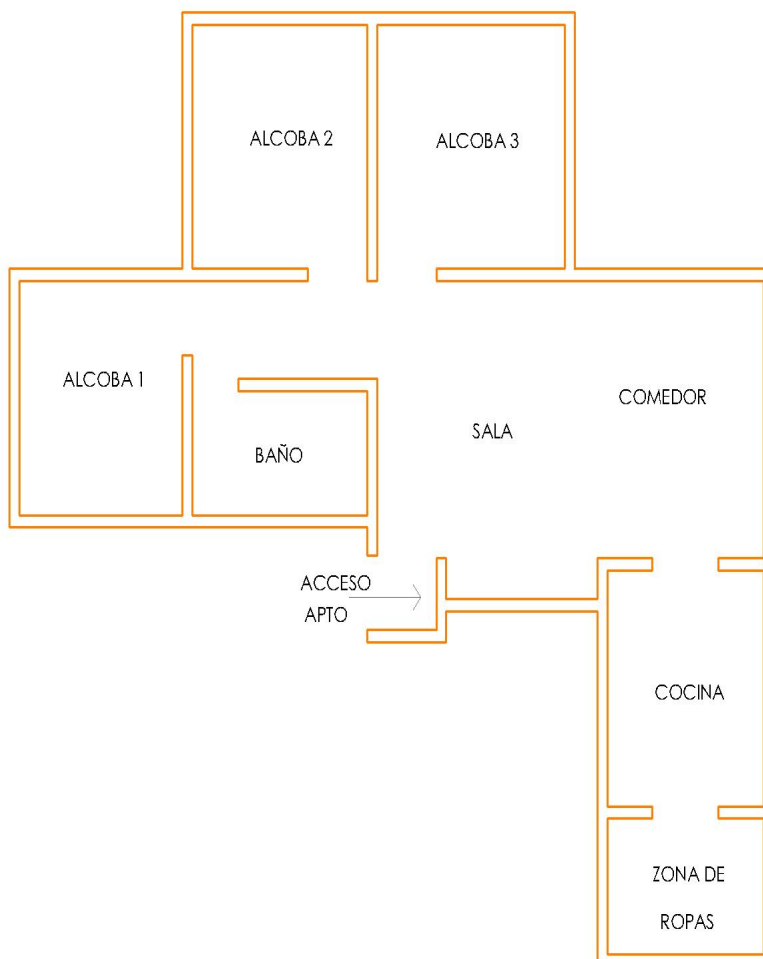 ALCOBA 2
ALCOBA 3
ALCOBA 1
COMEDOR
SALA
BAÑO
ACCESO
APTO
COCINA
ZONA DE
ROPAS